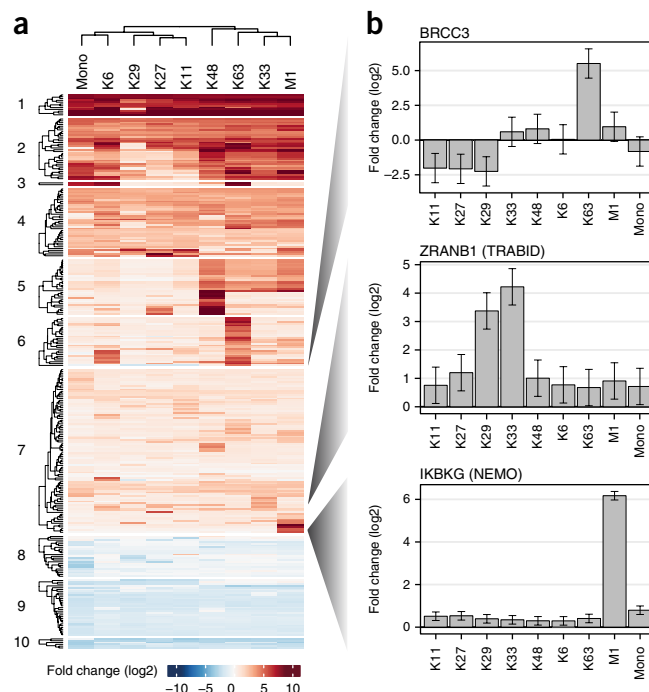 a
Mono
K6
K29
K27
K11
K48
K63
K33
M1
1
2
3
4
5
6
7
8
9
10
Fold change (log2)
−10 −5 0 5 10
b
BRCC3
Fold change (log2)
5.0
2.5
0.0
−2.5
K11
K27
K29
K33
K48
K6
K63
M1
Mono
ZRANB1 (TRABID)
Fold change (log2)
5
4
3
2
1
0
K11
K27
K29
K33
K48
K6
K63
M1
Mono
IKBKG (NEMO)
Fold change (log2)
6
4
2
0
K11
K27
K29
K33
K48
K6
K63
M1
Mono